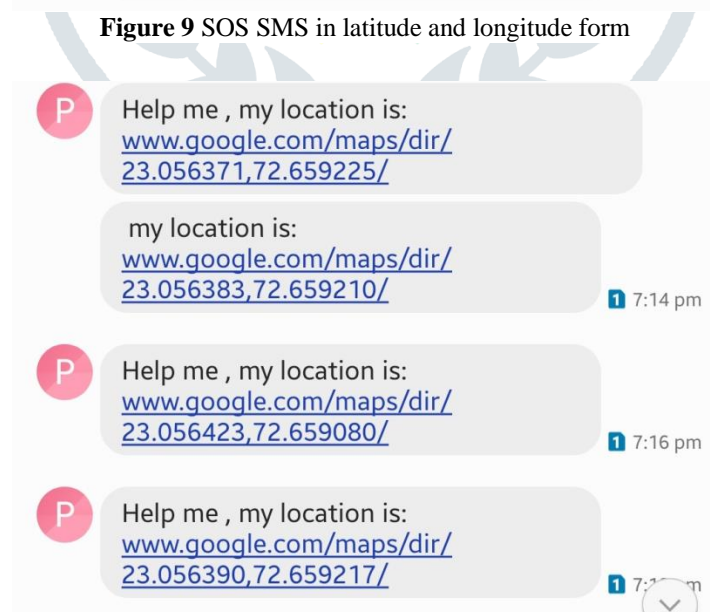 Figure 9 SOS SMS in latitude and longitude form
P
Help me , my location is:
www.google.com/maps/dir/
23.056371,72.659225/
my location is:
www.google.com/maps/dir/
23.056383,72.659210/
1 7:14 pm
P
Help me , my location is:
www.google.com/maps/dir/
23.056423,72.659080/
1 7:16 pm
P
Help me , my location is:
www.google.com/maps/dir/
23.056390,72.659217/
1